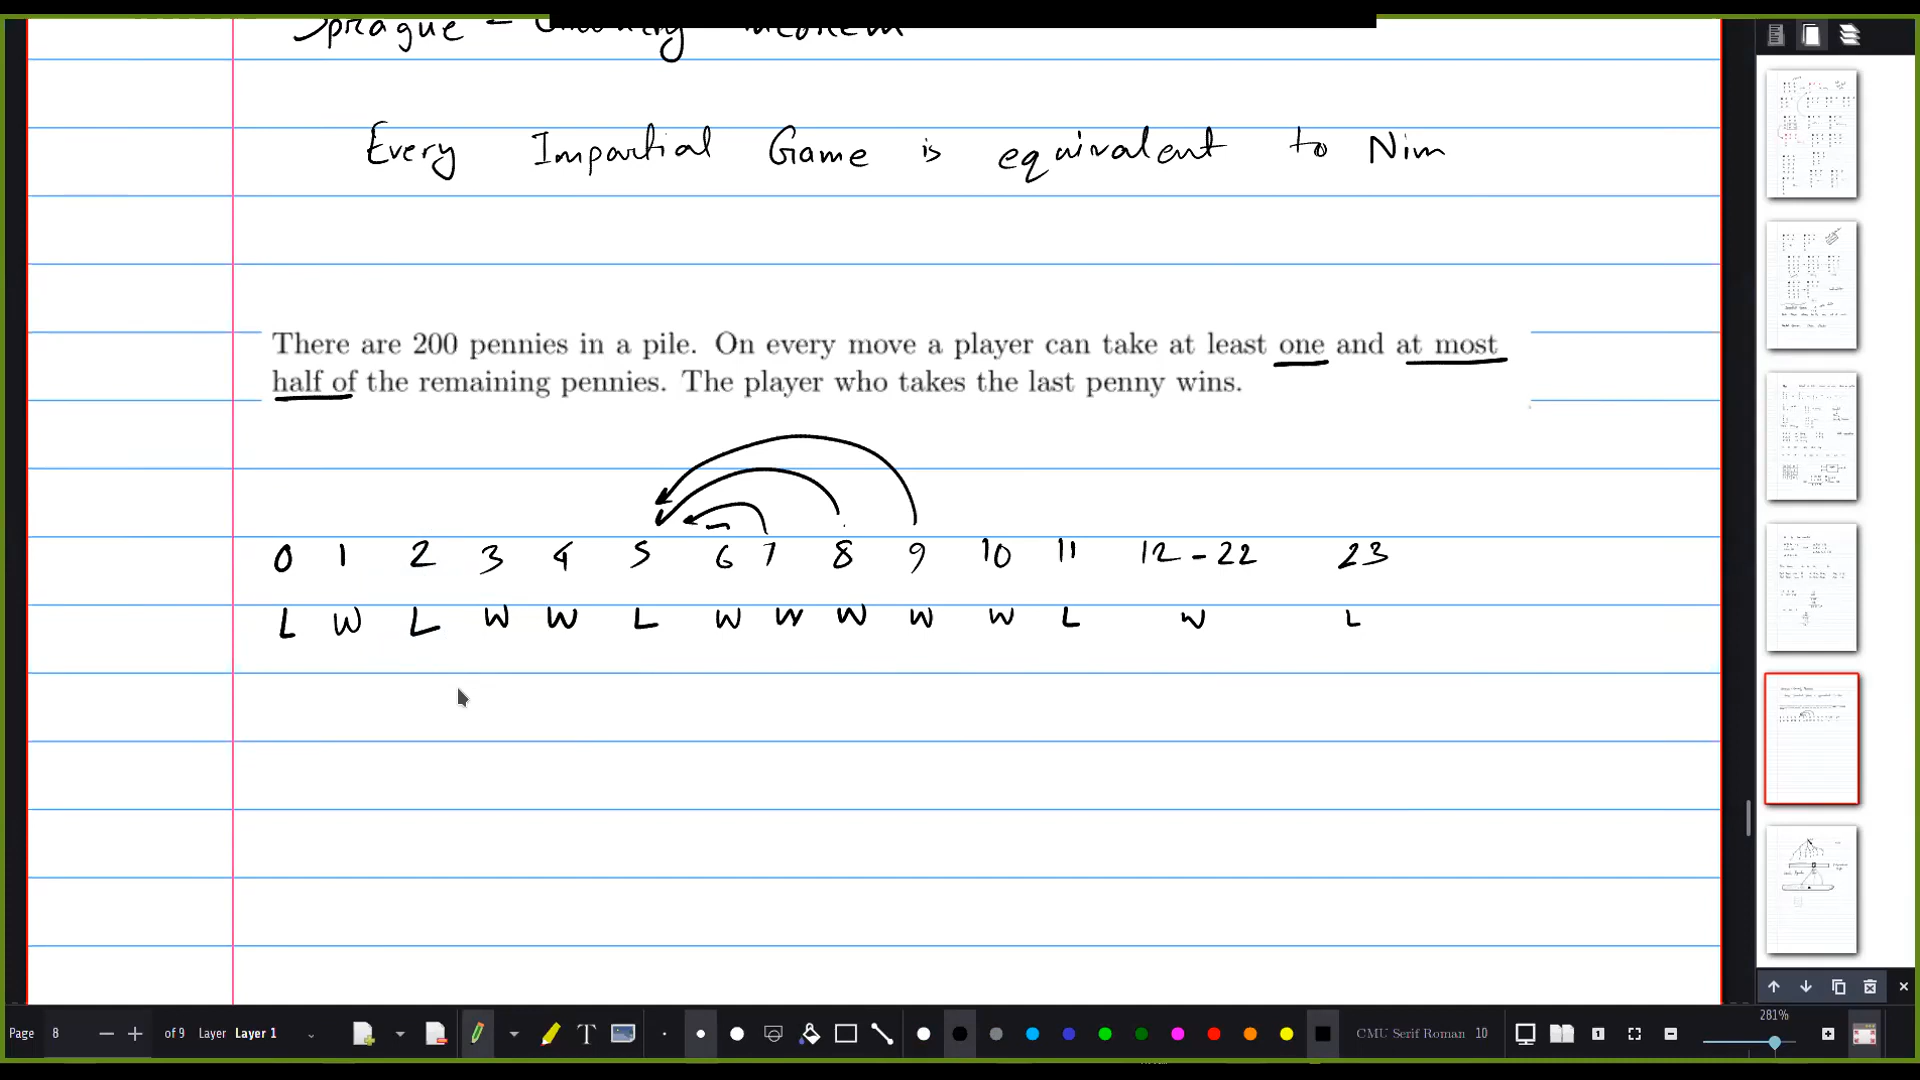 Sprague -
Every Impartial Game is equivalent to Nim
There are 200 pennies in a pile. On every move a player can take at least one and at most
half of the remaining pennies. The player who takes the last penny wins.
0 1 2 3 4 5 6 7 8 9 10 11 12 - 22 23
L W L W W L W W W W W L W L
281%
Page 8 of 9 Layer Layer 1 T CMU Serif Roman 10